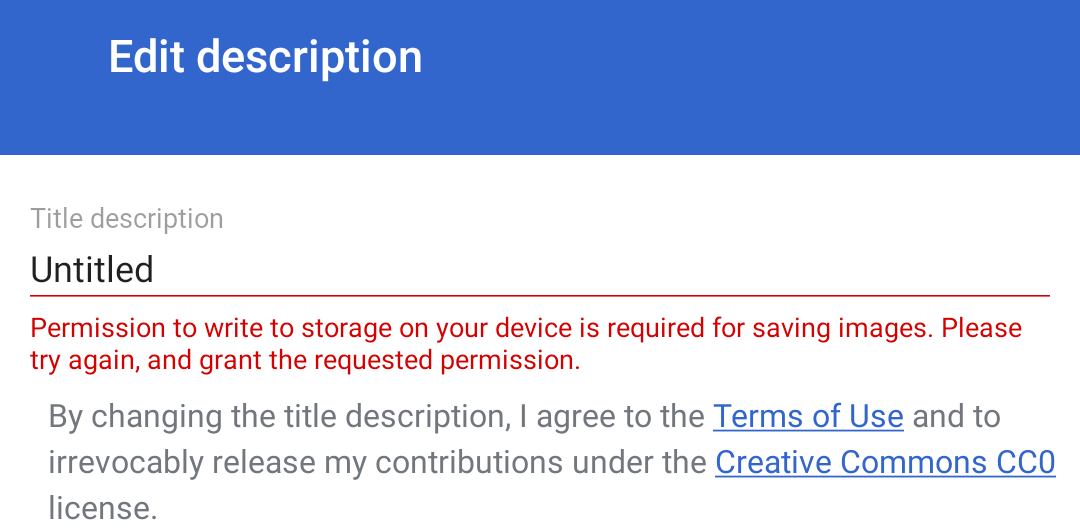 Edit description
Title description
Untitled
Permission to write to storage on your device is required for saving images. Please
try again, and grant the requested permission.
By changing the title description, I agree to the Terms of Use and to
irrevocably release my contributions under the Creative Commons CC0
license.